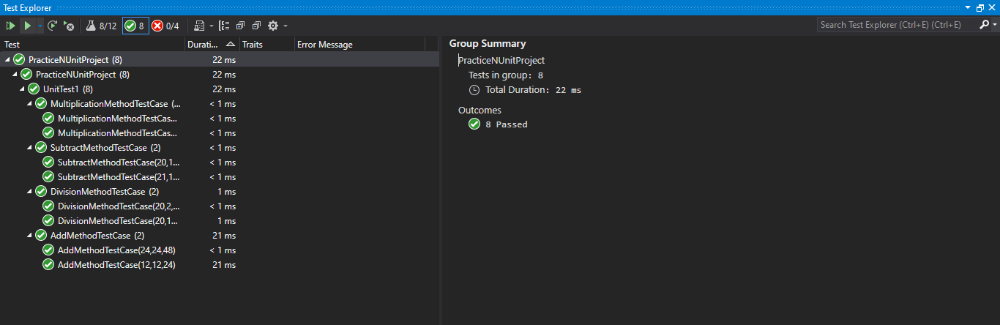 Test Explorer
8/12 8 0/4 Search Test Explorer (Ctrl+E) (Ctrl+E)
Test Durati... Traits Error Message
PracticeNUnitProject (8) 22 ms
PracticeNUnitProject (8) 22 ms
UnitTest1 (8) 22 ms
MultiplicationMethodTestCase (... < 1 ms
MultiplicationMethodTestCas... < 1 ms
MultiplicationMethodTestCas... < 1 ms
SubtractMethodTestCase (2) < 1 ms
SubtractMethodTestCase(20,1... < 1 ms
SubtractMethodTestCase(21,1... < 1 ms
DivisionMethodTestCase (2) 1 ms
DivisionMethodTestCase(20,2,... < 1 ms
DivisionMethodTestCase(20,1... 1 ms
AddMethodTestCase (2) 21 ms
AddMethodTestCase(24,24,48) < 1 ms
AddMethodTestCase(12,12,24) 21 ms
Group Summary
PracticeNUnitProject
Tests in group: 8
Total Duration: 22 ms
Outcomes
8 Passed